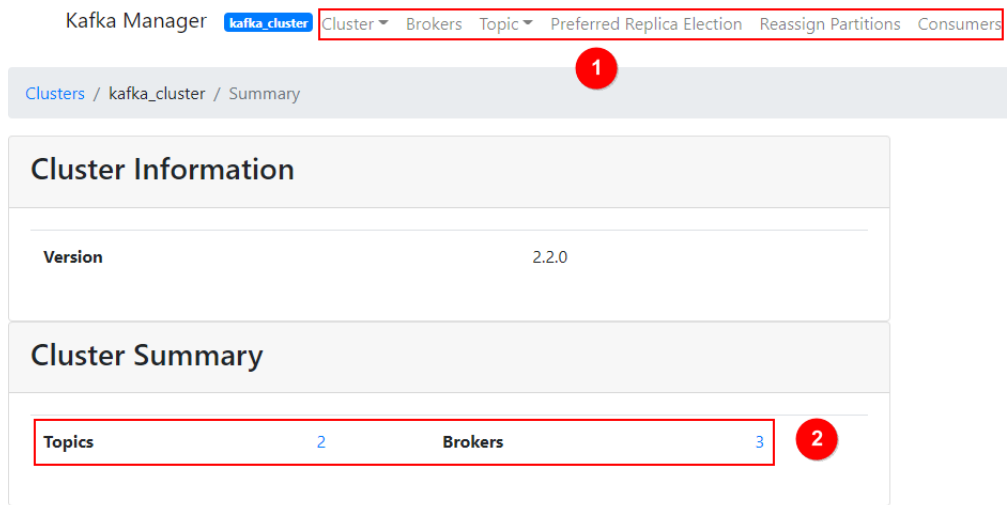 Kafka Manager kafka_cluster Cluster Brokers Topic Preferred Replica Election Reassign Partitions Consumers
1
Clusters / kafka_cluster / Summary
Cluster Information
Version 2.2.0
Cluster Summary
Topics 2 Brokers 3 2